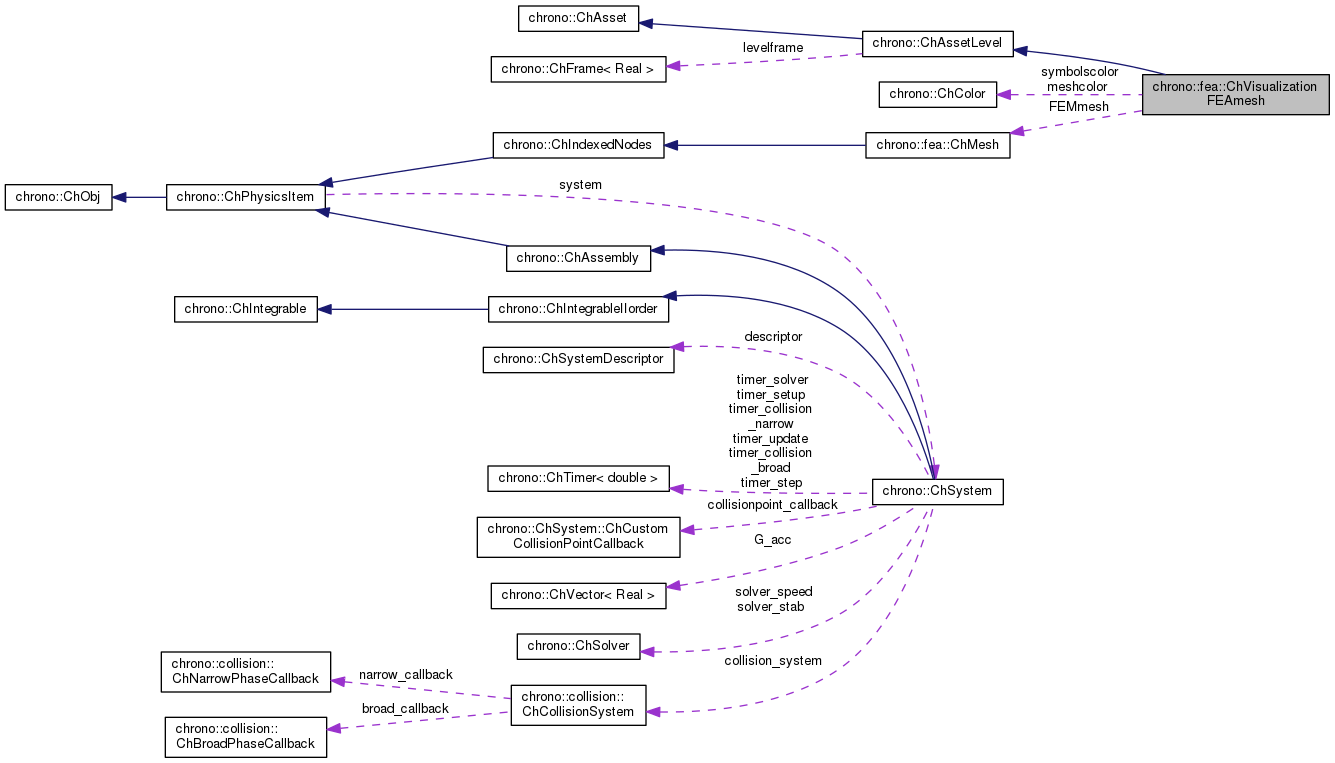 chrono::ChAsset
chrono::ChAssetLevel
levelframe
chrono::ChFrame< Real >
symbolscolor
meshcolor
chrono::fea::ChVisualization
FEAmesh
chrono::ChColor
FEMmesh
chrono::ChIndexedNodes
chrono::fea::ChMesh
system
chrono::ChObj
chrono::ChPhysicsItem
chrono::ChAssembly
chrono::ChIntegrable
chrono::ChIntegrableIIorder
descriptor
chrono::ChSystemDescriptor
timer_solver
timer_setup
timer_collision
_narrow
timer_update
timer_collision
_broad
timer_step
chrono::ChTimer< double >
chrono::ChSystem
collisionpoint_callback
chrono::ChSystem::ChCustom
CollisionPointCallback
G_acc
chrono::ChVector< Real >
solver_speed
solver_stab
chrono::ChSolver
collision_system
chrono::collision::
ChNarrowPhaseCallback
narrow_callback
chrono::collision::
ChCollisionSystem
broad_callback
chrono::collision::
ChBroadPhaseCallback